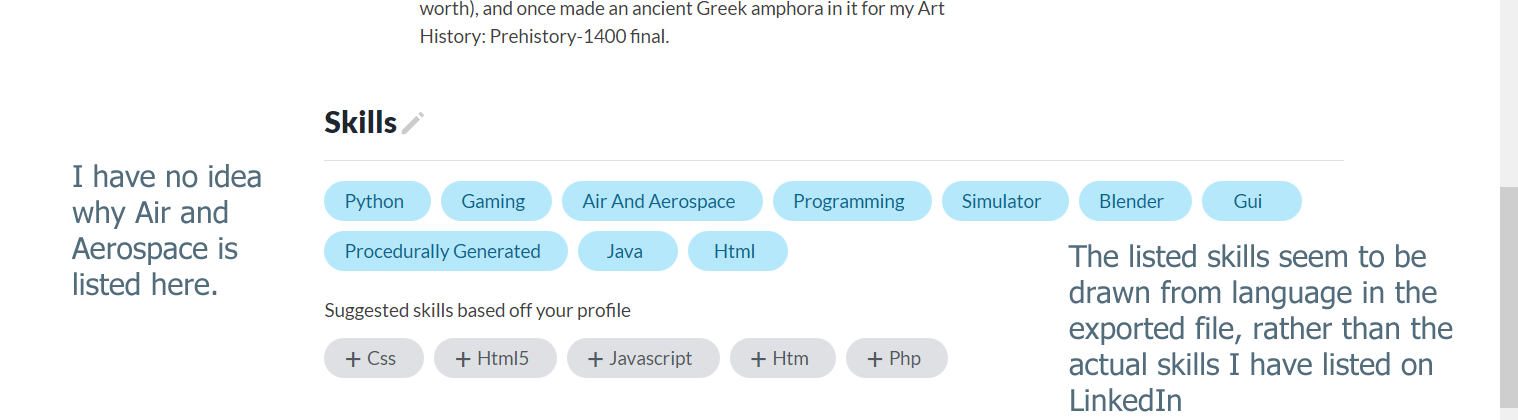 worth), and once made an ancient Greek amphora in it for my Art
History: Prehistory-1400 final.
Skills
I have no idea
why Air and
Aerospace is
listed here.
Python Gaming Air And Aerospace Programming Simulator Blender Gui
Procedurally Generated Java Html
The listed skills seem to be
drawn from language in the
exported file, rather than the
actual skills I have listed on
LinkedIn
Suggested skills based off your profile
+ Css + Html5 + Javascript + Htm + Php